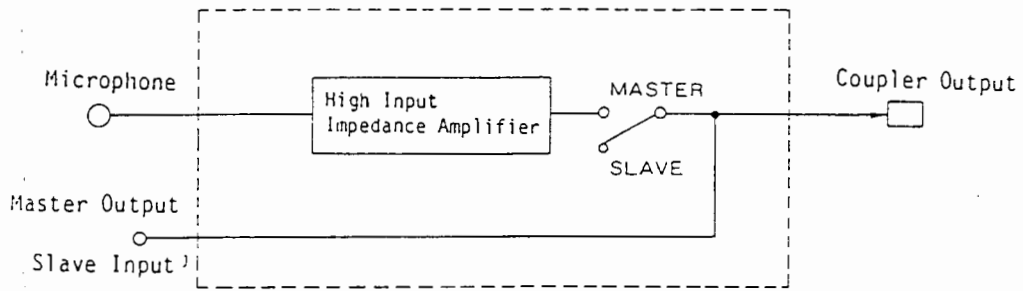 Microphone
High Input
Impedance Amplifier
MASTER
SLAVE
Coupler Output
Master Output
Slave Input